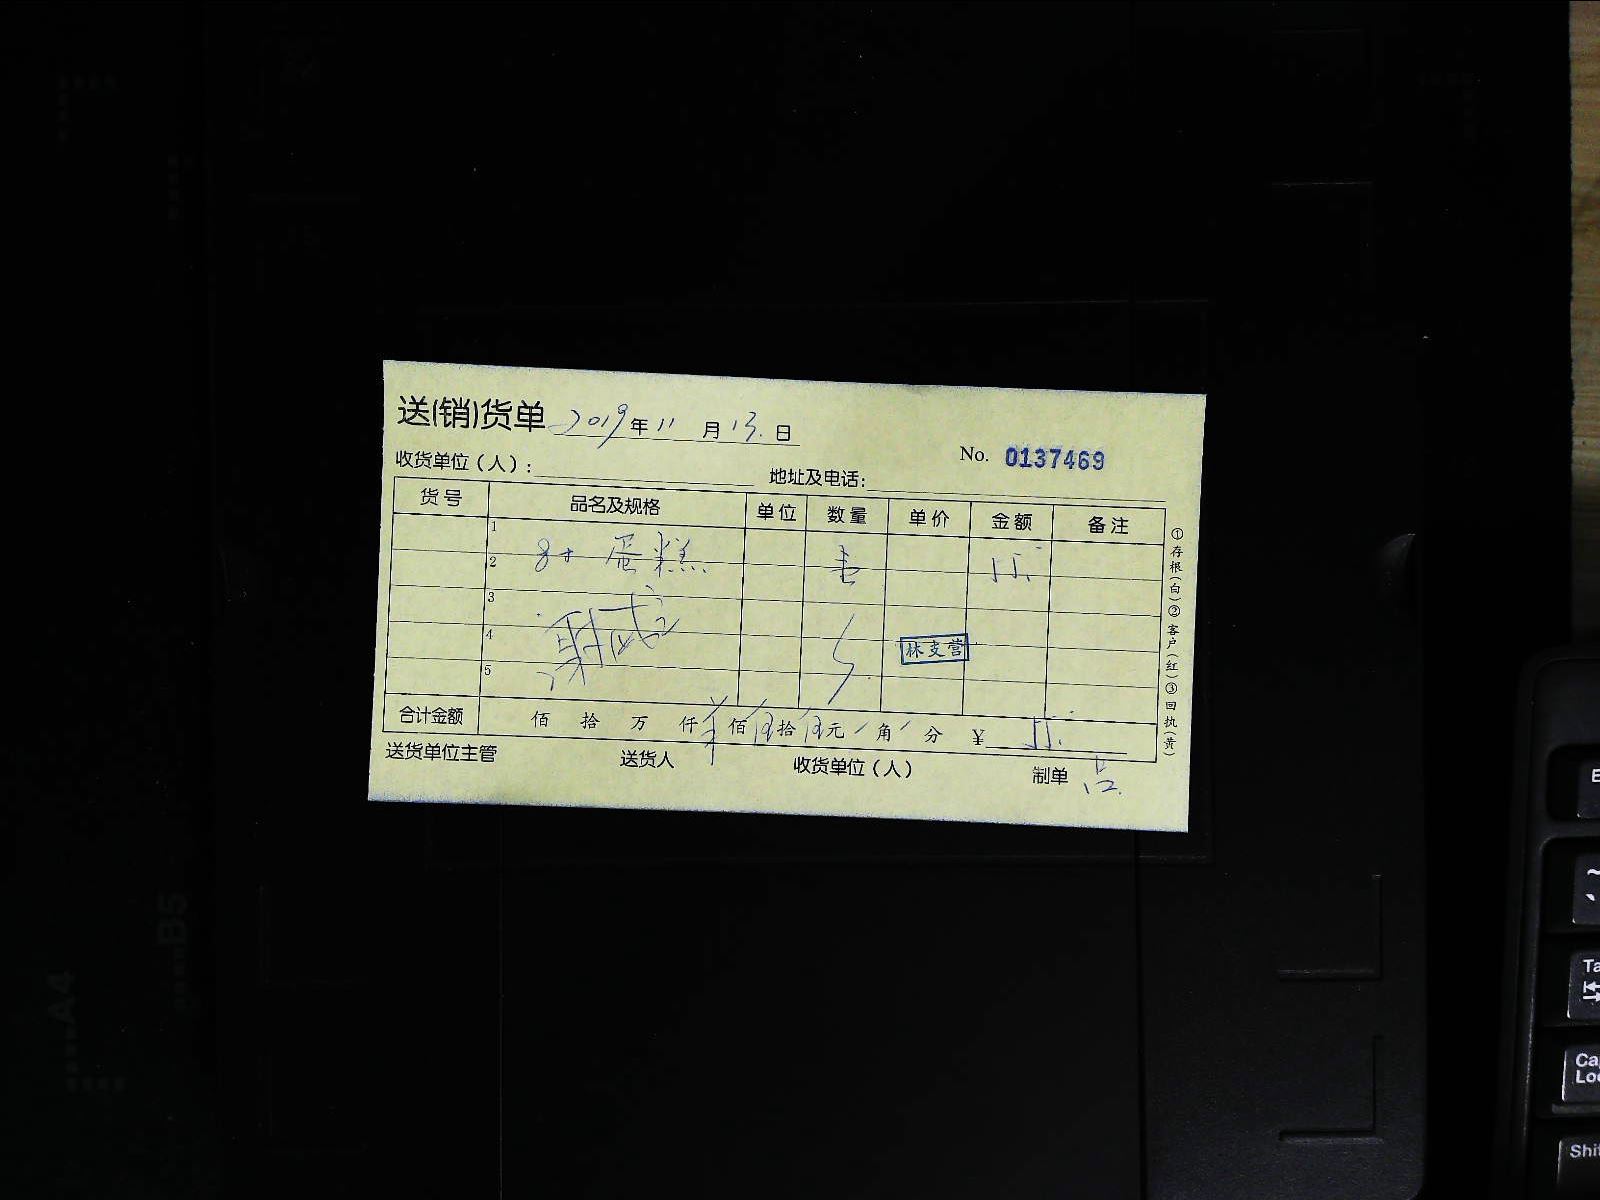 送(销)货单 2019年11月13日
No. 0137469
收货单位(人): 地址及电话:
货号 品名及规格 单位 数量 单价 金额 备注
1
8寸 蛋糕 55.
2
3
4
5
林支营
合计金额 佰 拾 万 仟 佰 伍拾 伍元 角 分 ¥ 55.
送货单位主管 送货人 收货单位(人) 制单
①存根(白)②客户(红)③回执(黄)
B5
A4
Shi